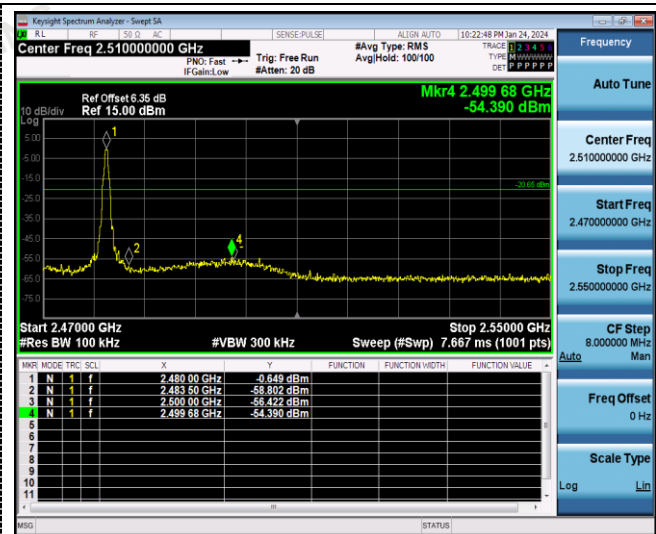 Keysight Spectrum Analyzer - Swept SA
RL RF 50 Ω AC SENSE:PULSE ALIGN AUTO 10:22:48 PM Jan 24, 2024
Center Freq 2.510000000 GHz #Avg Type: RMS TRACE 1 2 3 4 5 6
PNO: Fast Trig: Free Run Avg|Hold: 100/100 TYPE M WWWWW
IFGain:Low #Atten: 20 dB DET P P P P P P
Mkr4 2.499 68 GHz
-54.390 dBm
Ref Offset 6.35 dB
10 dB/div Ref 15.00 dBm
Log
5.00
-5.00
-15.0
-25.0
-35.0
-45.0
-55.0
-65.0
-75.0
1
2
4
-20.65 dBm
Start 2.47000 GHz Stop 2.55000 GHz
#Res BW 100 kHz #VBW 300 kHz Sweep (#Swp) 7.667 ms (1001 pts)
MKR MODE TRC SCL X Y FUNCTION FUNCTION WIDTH FUNCTION VALUE
1 N 1 f 2.480 00 GHz -0.649 dBm
2 N 1 f 2.483 50 GHz -58.802 dBm
3 N 1 f 2.500 00 GHz -56.422 dBm
4 N 1 f 2.499 68 GHz -54.390 dBm
5
6
7
8
9
10
11
MSG STATUS
Frequency
Auto Tune
Center Freq
2.510000000 GHz
Start Freq
2.470000000 GHz
Stop Freq
2.550000000 GHz
CF Step
8.000000 MHz
Auto Man
Freq Offset
0 Hz
Scale Type
Log Lin